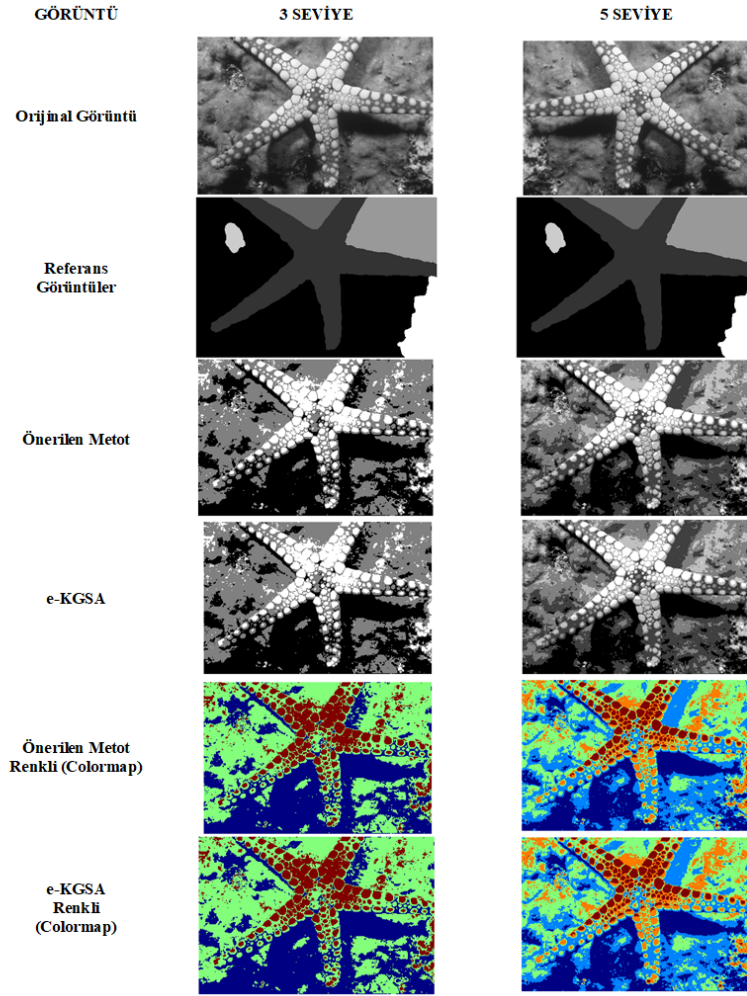 GÖRÜNTÜ 3 SEVİYE 5 SEVİYE
Orijinal Görüntü
Referans
Görüntüler
Önerilen Metot
e-KGSA
Önerilen Metot
Renkli (Colormap)
e-KGSA
Renkli
(Colormap)